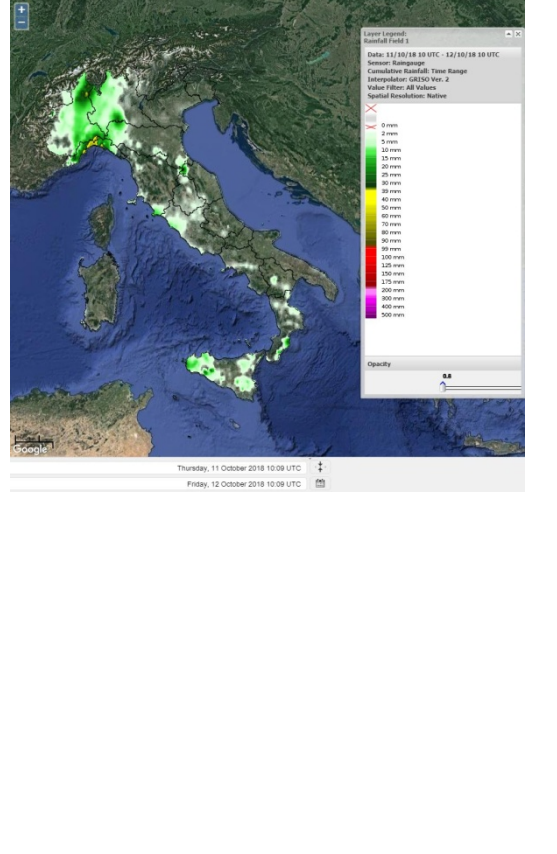 +
−
Layer Legend:
Rainfall Field 1
Data: 11/10/18 10 UTC - 12/10/18 10 UTC
Sensor: Raingauge
Cumulative Rainfall: Time Range
Interpolator: GRISO Ver. 2
Value Filter: All Values
Spatial Resolution: Native
0 mm
2 mm
5 mm
10 mm
15 mm
20 mm
25 mm
30 mm
39 mm
40 mm
50 mm
60 mm
70 mm
80 mm
90 mm
99 mm
100 mm
125 mm
150 mm
175 mm
200 mm
300 mm
400 mm
500 mm
Opacity
0.6
Google
Thursday, 11 October 2018 10:09 UTC
Friday, 12 October 2018 10:09 UTC